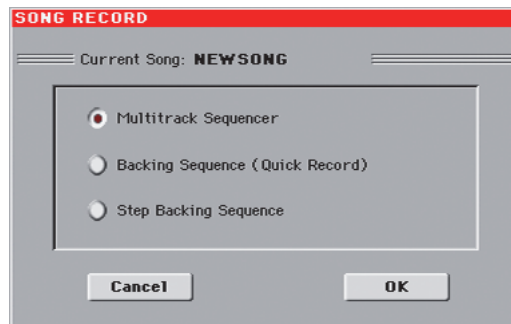 SONG RECORD
Current Song: NEWSONG
Multitrack Sequencer
Backing Sequence (Quick Record)
Step Backing Sequence
Cancel OK